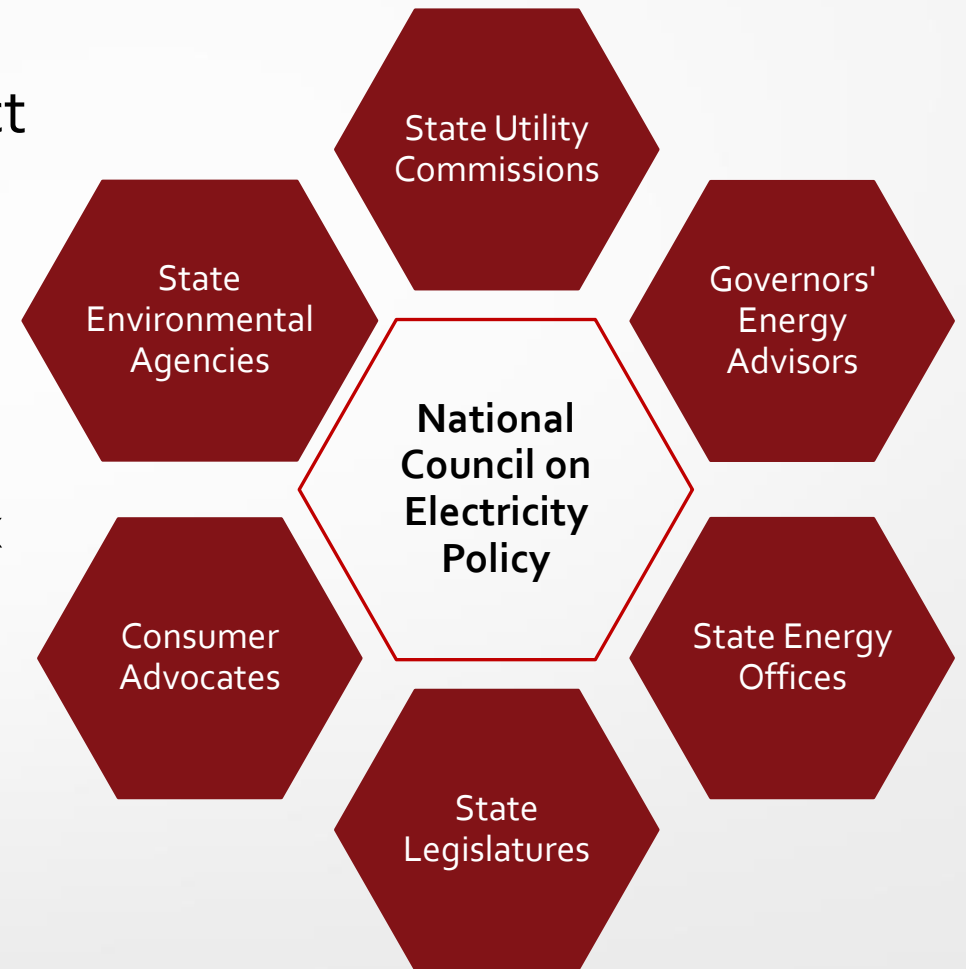 State Utility
Commissions
State
Environmental
Agencies
Governors'
Energy
Advisors
National
Council on
Electricity
Policy
Consumer
Advocates
State Energy
Offices
State
Legislatures